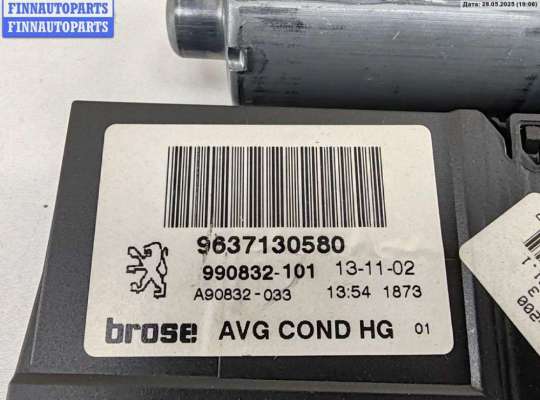 FINNAUTOPARTS
FINNAUTOPARTS
Дата: 28.05.2025 (19:06)
9637130580
990832-101 13-11-02
A90832-033 13:54 1873
brose AVG COND HG 01